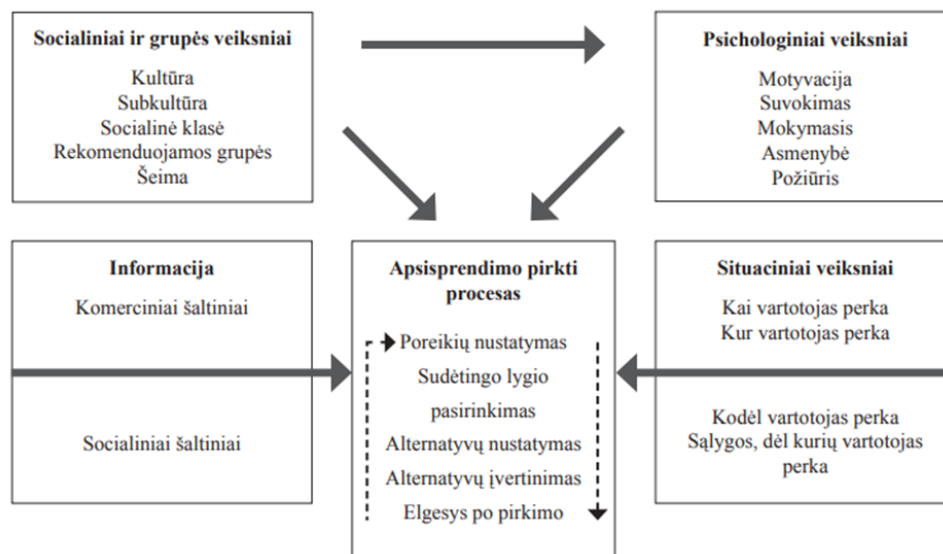 Socialiniai ir grupės veiksniai
Kultūra
Subkultūra
Socialinė klasė
Rekomenduojamos grupės
Šeima
Psichologiniai veiksniai
Motyvacija
Suvokimas
Mokymasis
Asmenybė
Požiūris
Informacija
Komerciniai šaltiniai
Socialiniai šaltiniai
Apsisprendimo pirkti
procesas
Poreikių nustatymas
Sudėtingo lygio
pasirinkimas
Alternatyvų nustatymas
Alternatyvų įvertinimas
Elgesys po pirkimo
Situaciniai veiksniai
Kai vartotojas perka
Kur vartotojas perka
Kodėl vartotojas perka
Sąlygos, dėl kurių vartotojas
perka